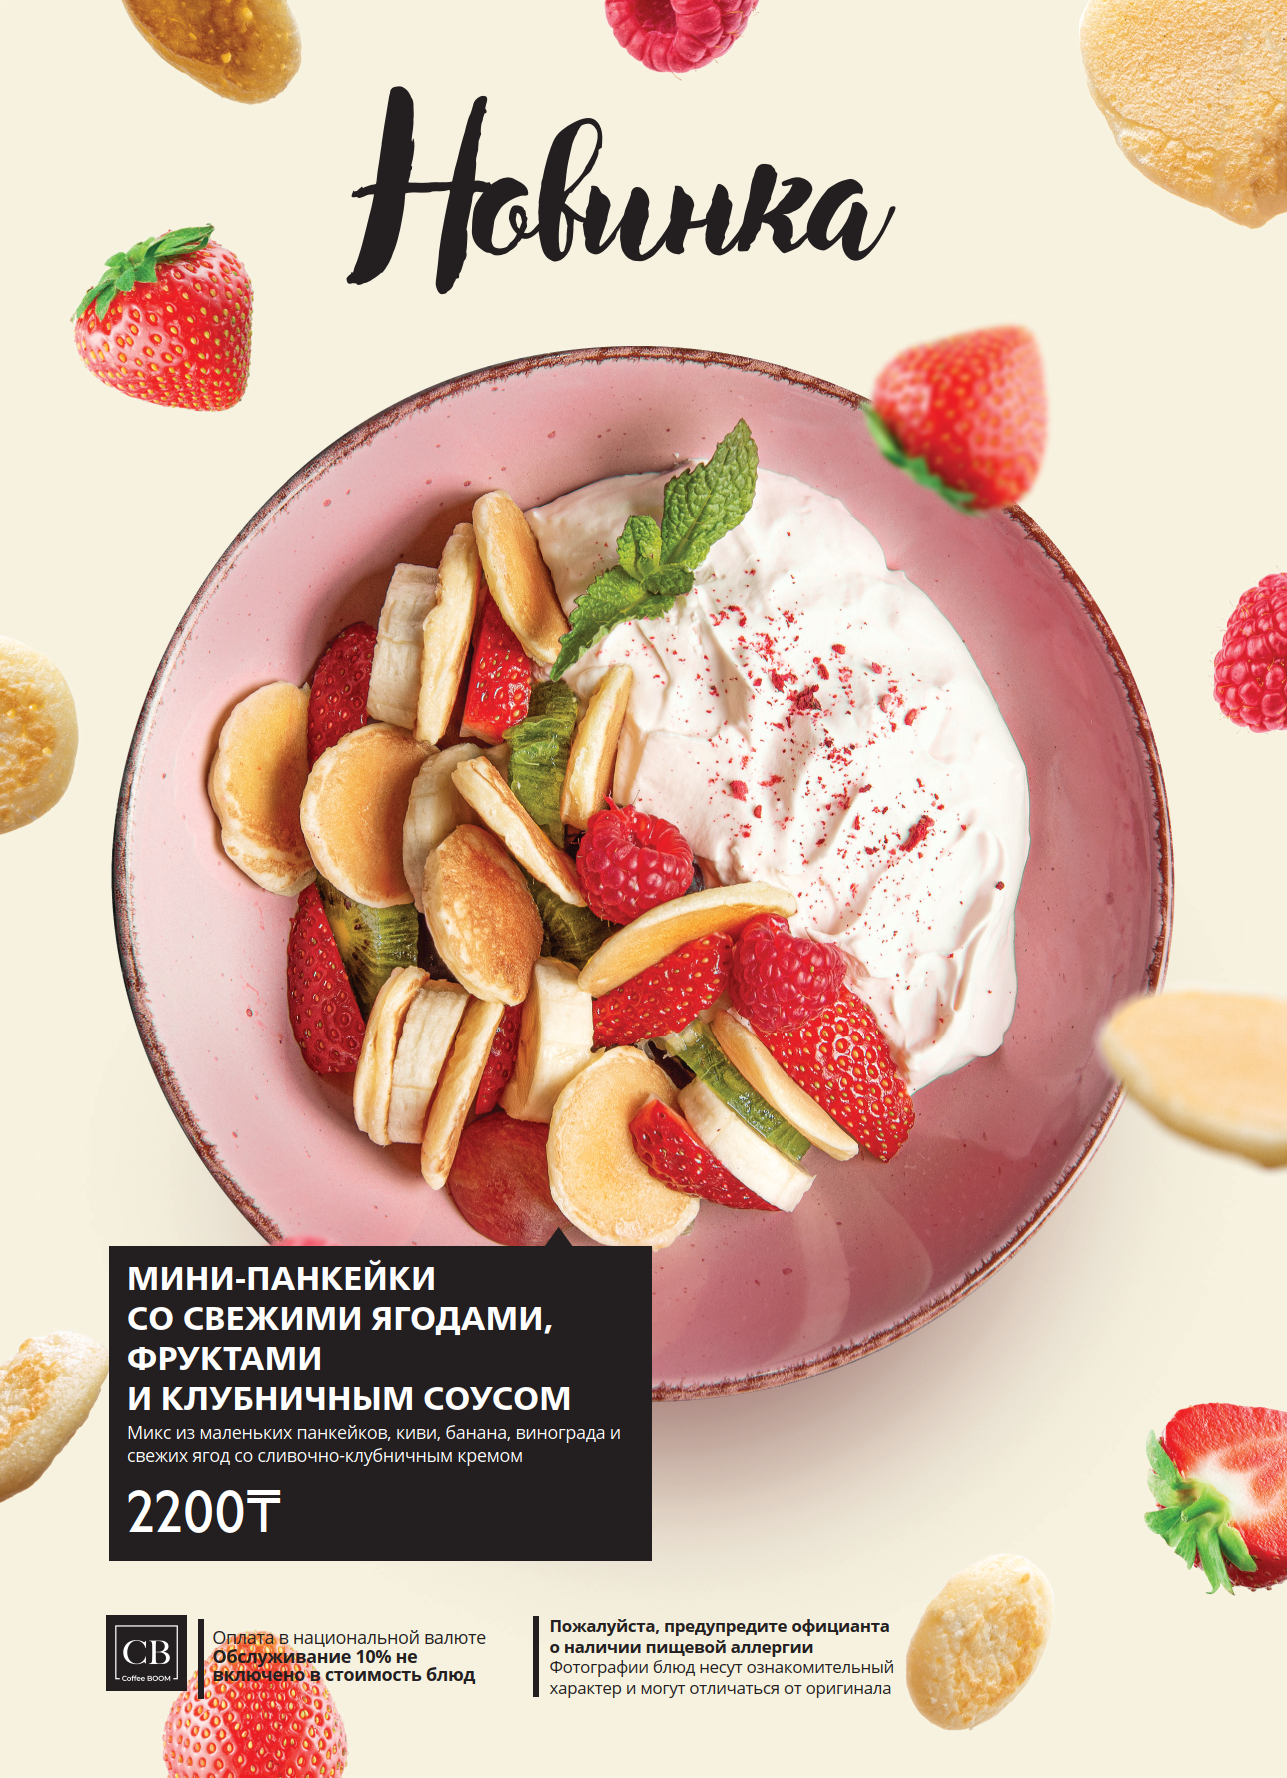 Новинка
МИНИ-ПАНКЕЙКИ
СО СВЕЖИМИ ЯГОДАМИ,
ФРУКТАМИ
И КЛУБНИЧНЫМ СОУСОМ
Микс из маленьких панкейков, киви, банана, винограда и
свежих ягод со сливочно-клубничным кремом
2200₸
CB
Coffee BOOM
Оплата в национальной валюте
Обслуживание 10% не
включено в стоимость блюд
Пожалуйста, предупредите официанта
о наличии пищевой аллергии
Фотографии блюд несут ознакомительный
характер и могут отличаться от оригинала